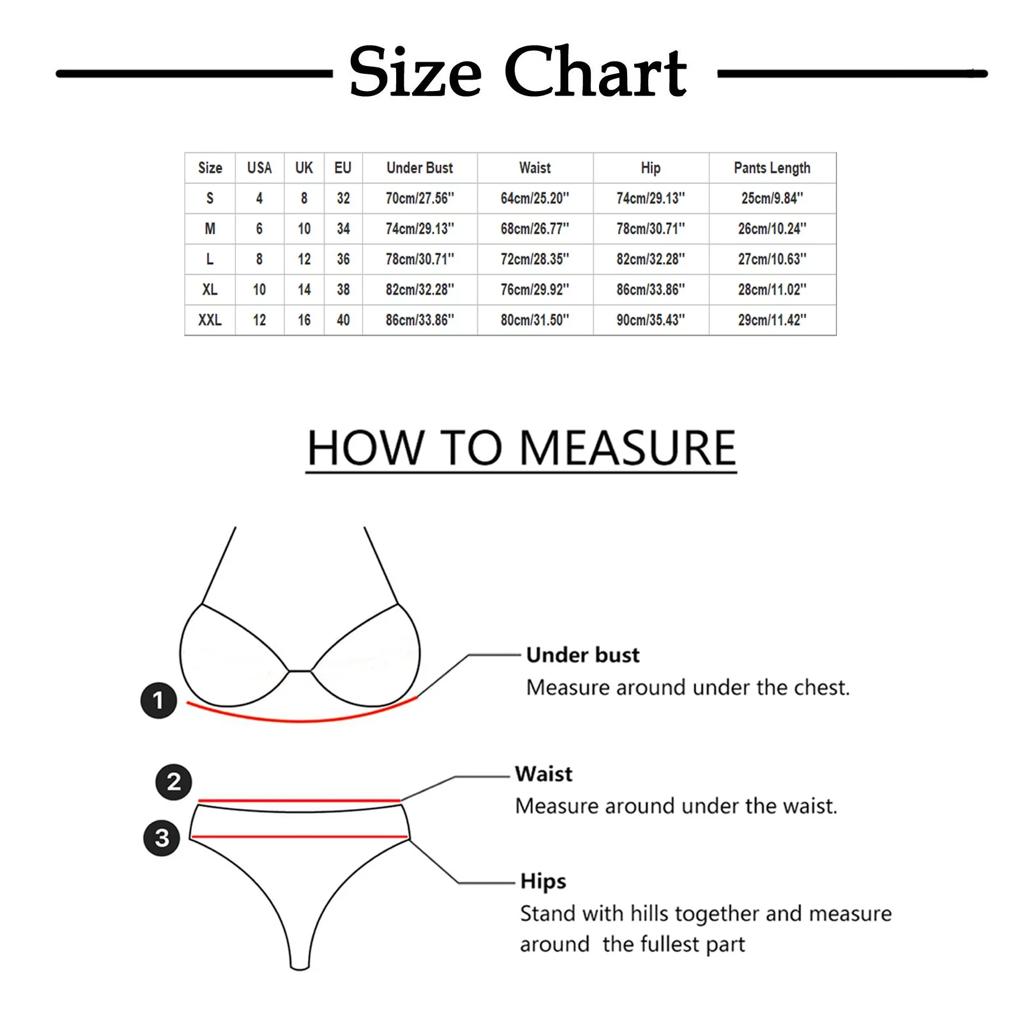 Size Chart
Size USA UK EU Under Bust Waist Hip Pants Length
S 4 8 32 70cm/27.56'' 64cm/25.20'' 74cm/29.13'' 25cm/9.84''
M 6 10 34 74cm/29.13'' 68cm/26.77'' 78cm/30.71'' 26cm/10.24''
L 8 12 36 78cm/30.71'' 72cm/28.35'' 82cm/32.28'' 27cm/10.63''
XL 10 14 38 82cm/32.28'' 76cm/29.92'' 86cm/33.86'' 28cm/11.02''
XXL 12 16 40 86cm/33.86'' 80cm/31.50'' 90cm/35.43'' 29cm/11.42''
HOW TO MEASURE
Under bust
1 Measure around under the chest.
2 Waist
Measure around under the waist.
3
Hips
Stand with hills together and measure
around the fullest part